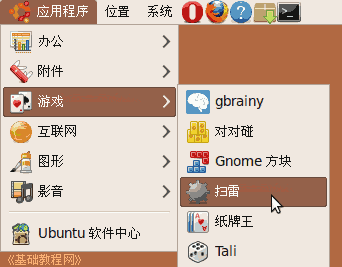 应用程序 位置 系统
办公
附件
游戏
互联网
图形
影音
Ubuntu 软件中心
《基础教程网》
gbrainy
对对碰
Gnome 方块
扫雷
纸牌王
Tali